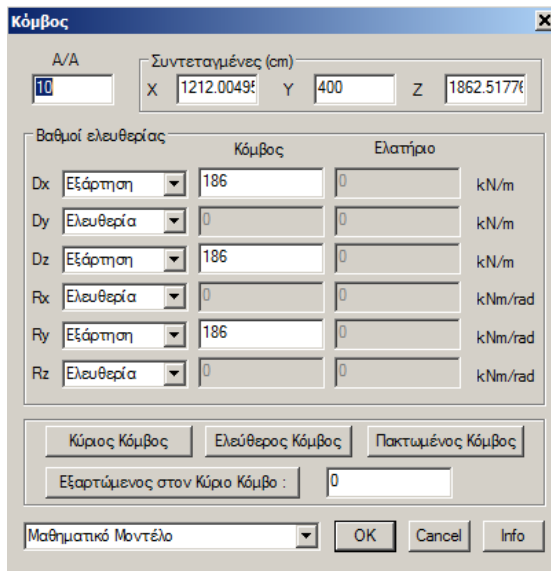 Κόμβος
Α/Α Συντεταγμένες (cm)
10 X 1212.00495 Y 400 Z 1862.51776
Βαθμοί ελευθερίας
Κόμβος Ελατήριο
Dx Εξάρτηση 186 0 kN/m
Dy Ελευθερία 0 0 kN/m
Dz Εξάρτηση 186 0 kN/m
Rx Ελευθερία 0 0 kNm/rad
Ry Εξάρτηση 186 0 kNm/rad
Rz Ελευθερία 0 0 kNm/rad
Κύριος Κόμβος Ελεύθερος Κόμβος Πακτωμένος Κόμβος
Εξαρτώμενος στον Κύριο Κόμβο : 0
Μαθηματικό Μοντέλο OK Cancel Info